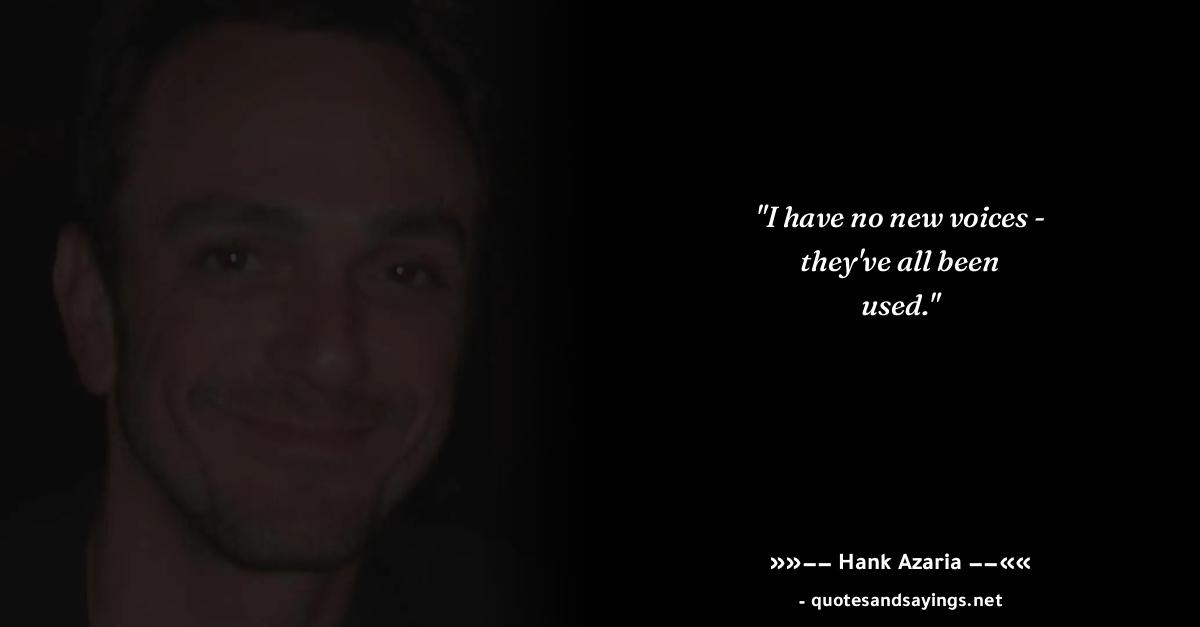 "I have no new voices -
they've all been
used."
»»–– Hank Azaria ––««
- quotesandsayings.net